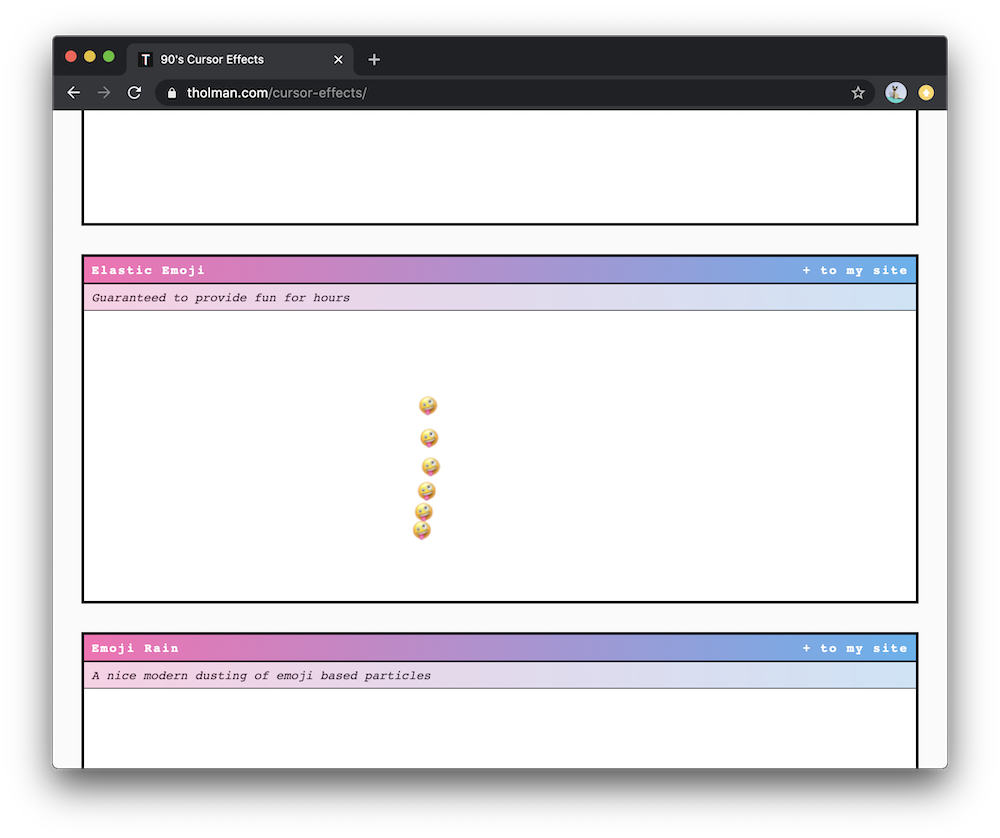 90's Cursor Effects
tholman.com/cursor-effects/
Elastic Emoji
+ to my site
Guaranteed to provide fun for hours
Emoji Rain
+ to my site
A nice modern dusting of emoji based particles